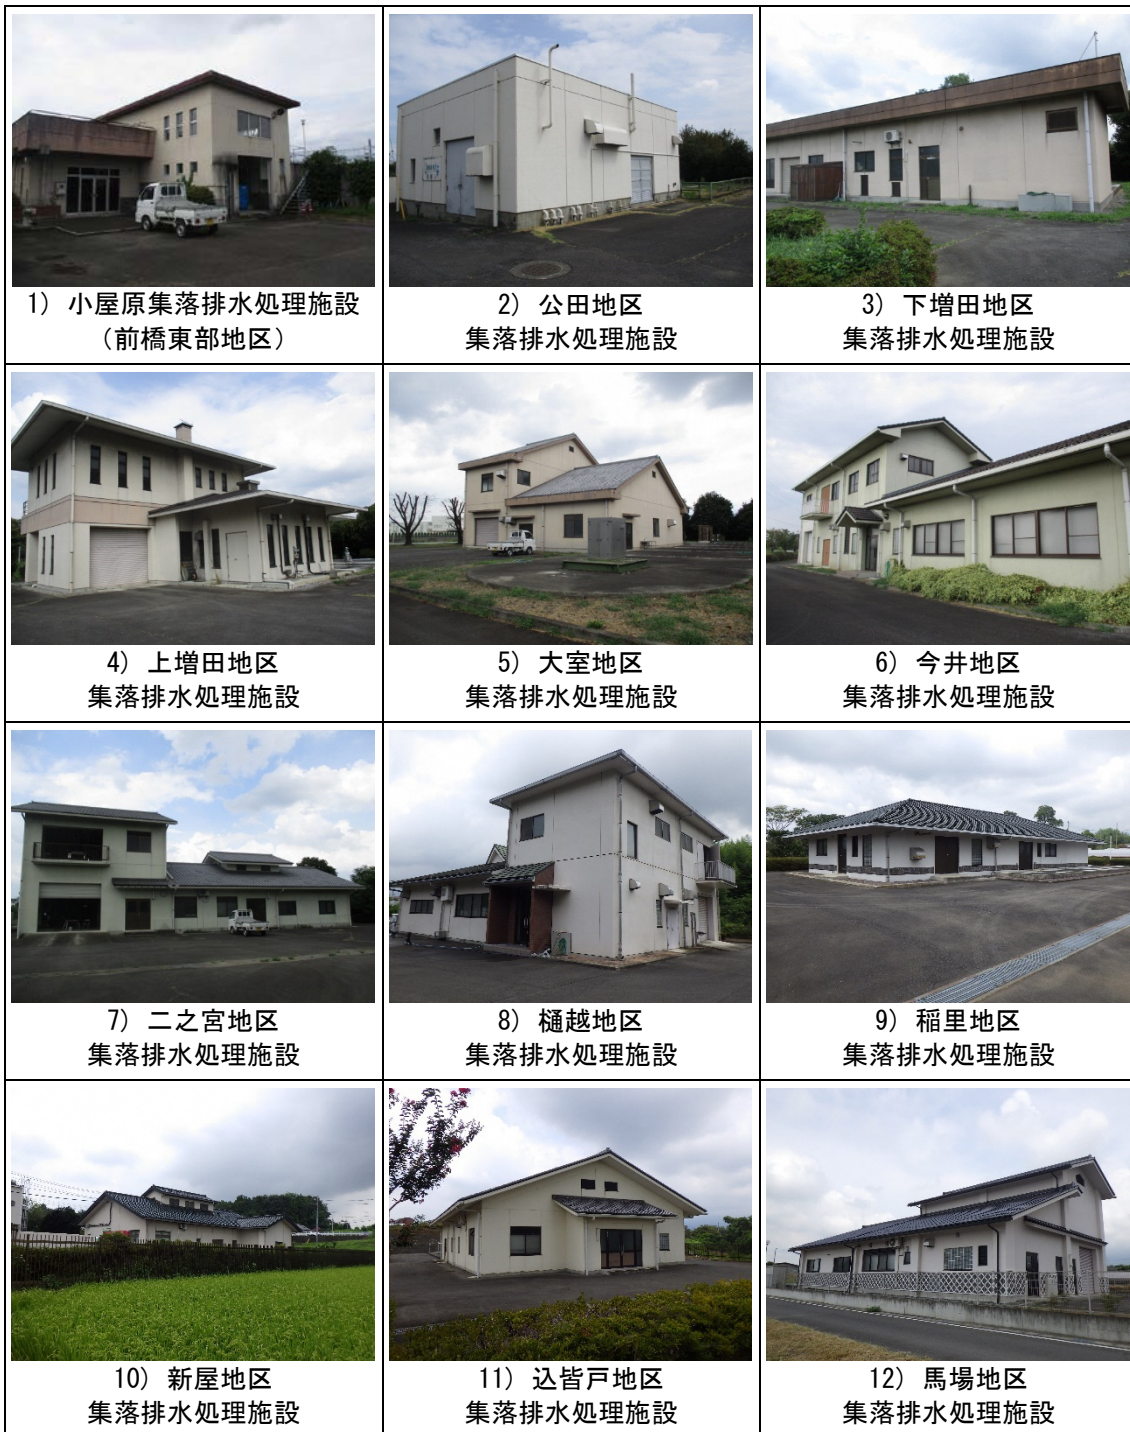 1) 小屋原集落排水処理施設
（前橋東部地区）
2) 公田地区
集落排水処理施設
3) 下増田地区
集落排水処理施設
4) 上増田地区
集落排水処理施設
5) 大室地区
集落排水処理施設
6) 今井地区
集落排水処理施設
7) 二之宮地区
集落排水処理施設
8) 樋越地区
集落排水処理施設
9) 稲里地区
集落排水処理施設
10) 新屋地区
集落排水処理施設
11) 込皆戸地区
集落排水処理施設
12) 馬場地区
集落排水処理施設